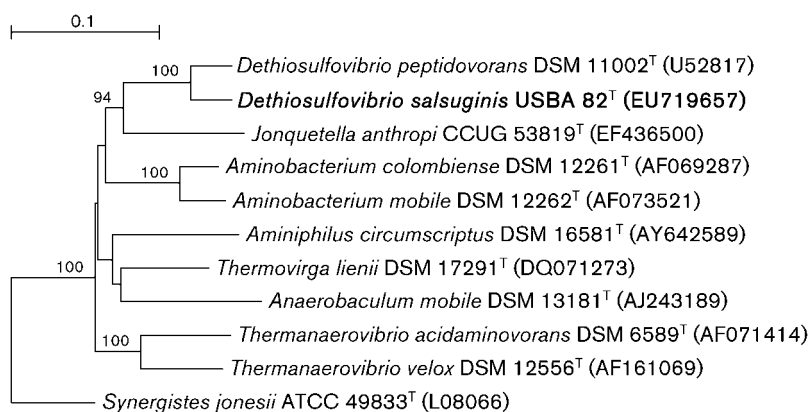 0.1
100
Dethiosulfovibrio peptidovorans DSM 11002ᵀ (U52817)
94
Dethiosulfovibrio salsuginis USBA 82ᵀ (EU719657)
Jonquetella anthropi CCUG 53819ᵀ (EF436500)
100
Aminobacterium colombiense DSM 12261ᵀ (AF069287)
Aminobacterium mobile DSM 12262ᵀ (AF073521)
Aminiphilus circumscriptus DSM 16581ᵀ (AY642589)
100
Thermovirga lienii DSM 17291ᵀ (DQ071273)
Anaerobaculum mobile DSM 13181ᵀ (AJ243189)
100
Thermanaerovibrio acidaminovorans DSM 6589ᵀ (AF071414)
Thermanaerovibrio velox DSM 12556ᵀ (AF161069)
Synergistes jonesii ATCC 49833ᵀ (L08066)